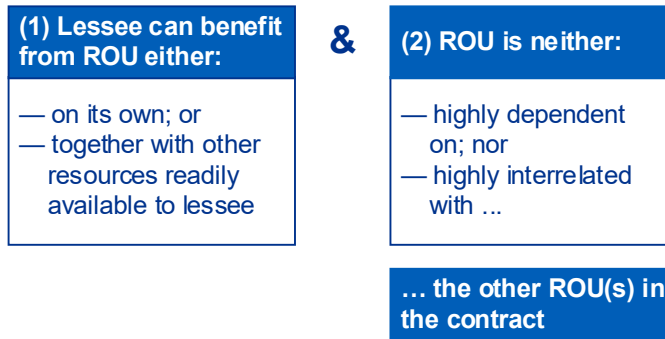 (1) Lessee can benefit
from ROU either:
— on its own; or
— together with other
resources readily
available to lessee
&
(2) ROU is neither:
— highly dependent
on; nor
— highly interrelated
with ...
… the other ROU(s) in
the contract